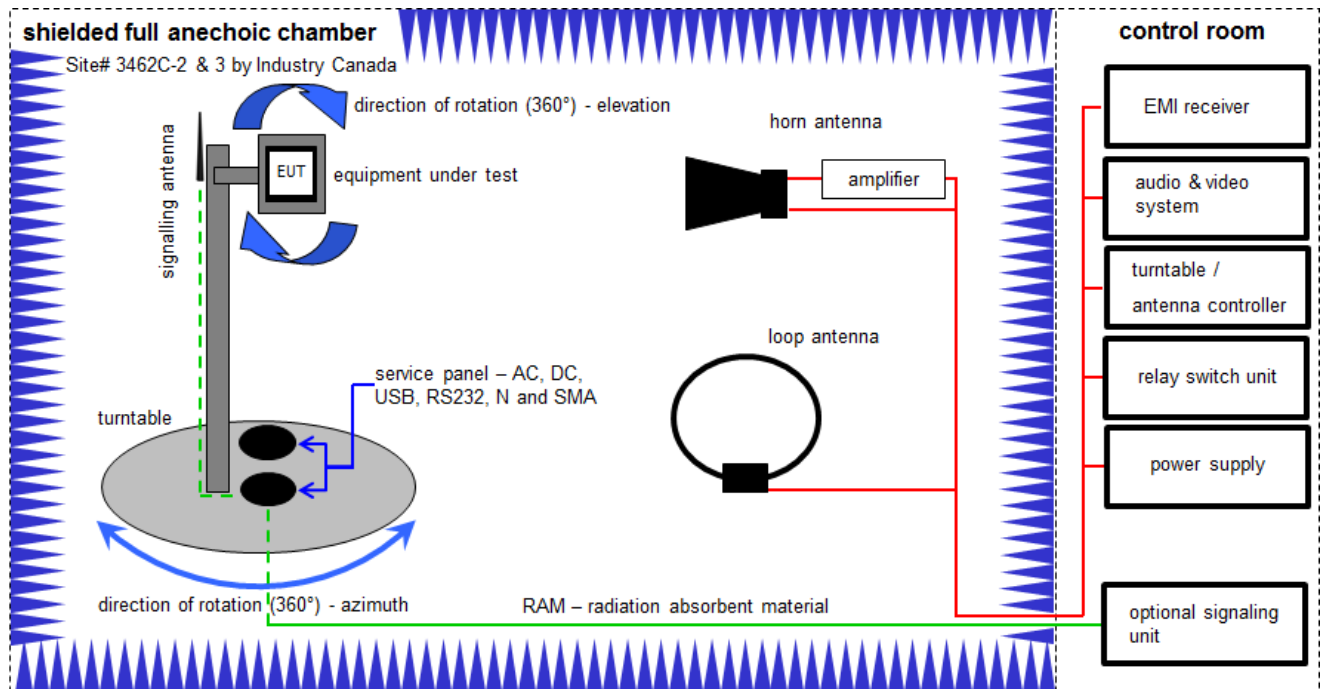 shielded full anechoic chamber
Site# 3462C-2 & 3 by Industry Canada
direction of rotation (360°) - elevation
signalling antenna
EUT
equipment under test
horn antenna
amplifier
loop antenna
service panel – AC, DC,
USB, RS232, N and SMA
turntable
direction of rotation (360°) - azimuth
RAM – radiation absorbent material
control room
EMI receiver
audio & video
system
turntable /
antenna controller
relay switch unit
power supply
optional signaling
unit